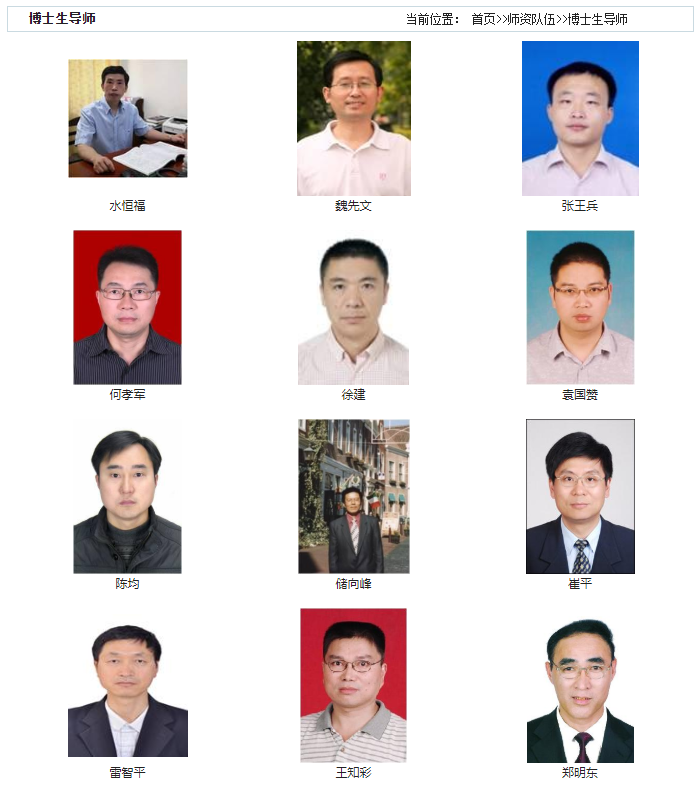 博士生导师 当前位置： 首页>>师资队伍>>博士生导师
水恒福 魏先文 张王兵
何孝军 徐建 袁国赞
陈均 储向峰 崔平
雷智平 王知彩 郑明东